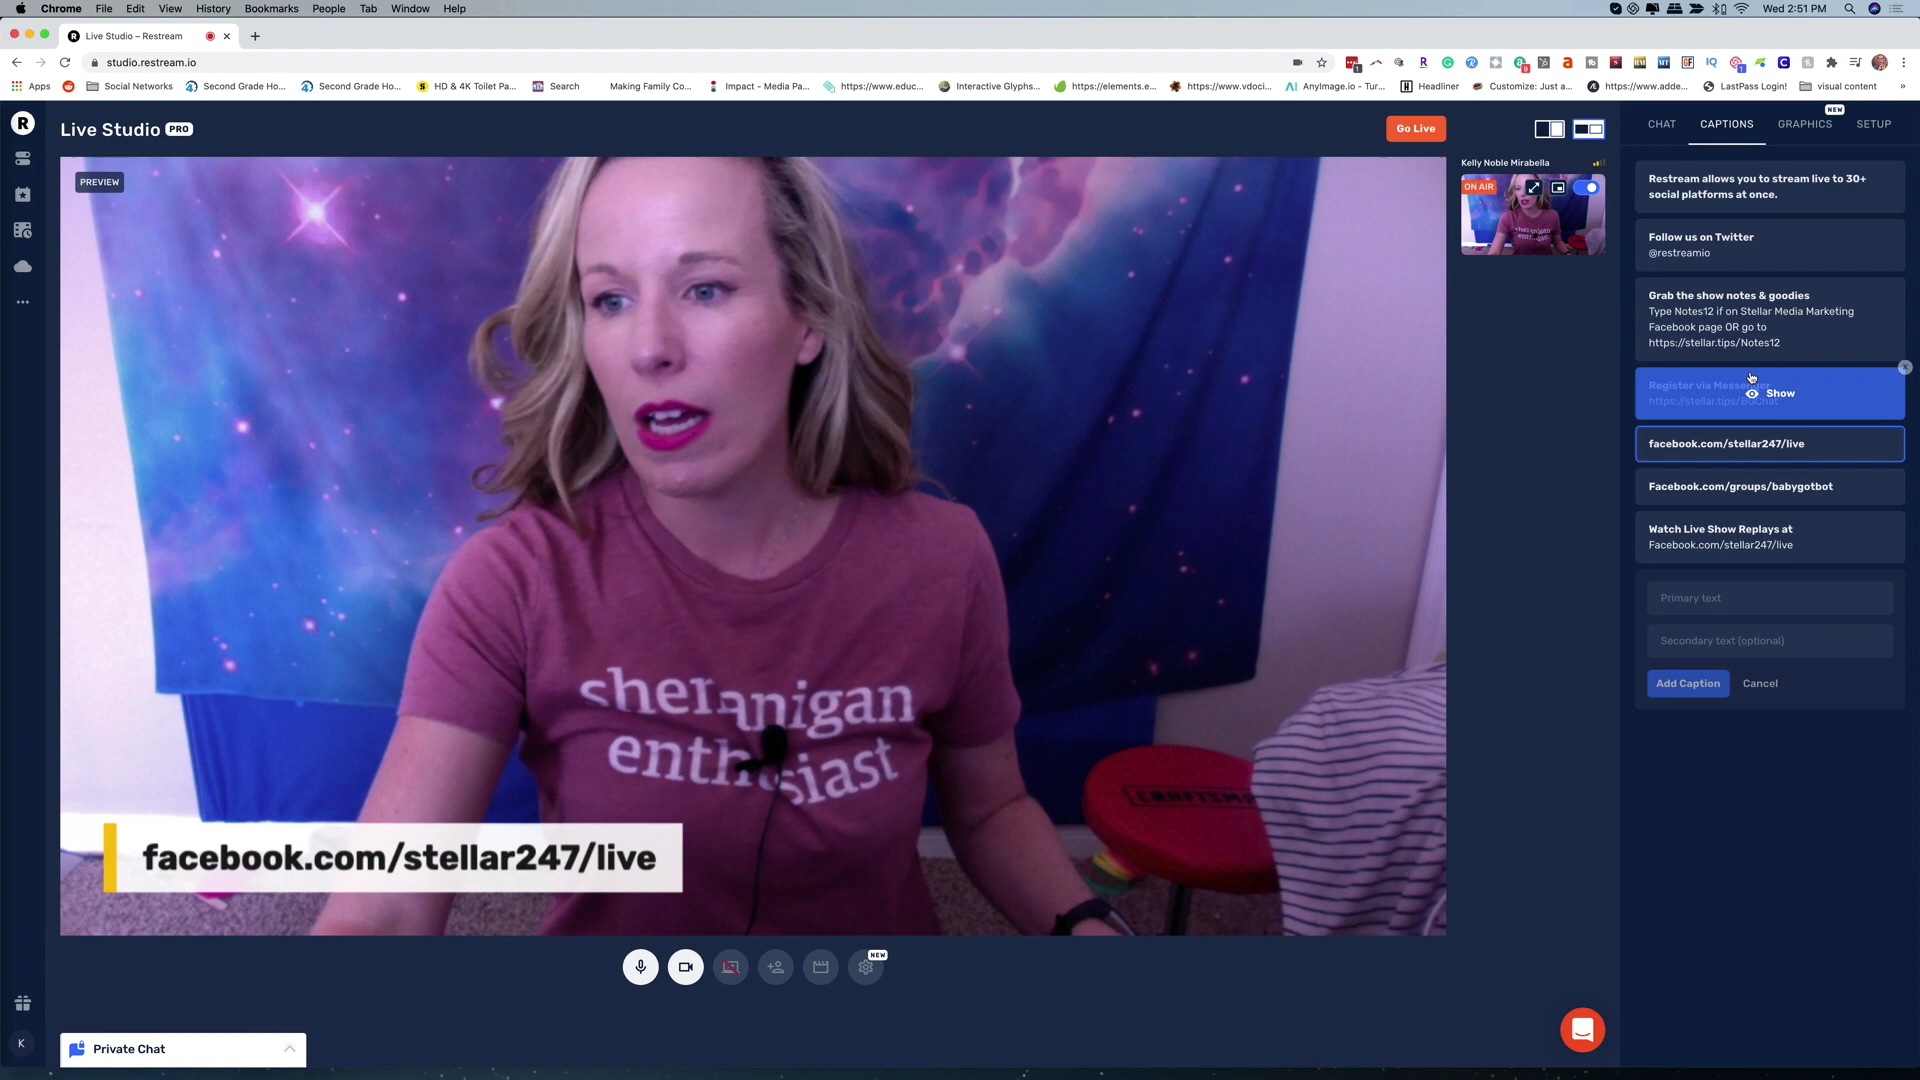 Chrome File Edit View History Bookmarks People Tab Window Help
Wed 2:51 PM
Live Studio – Restream
studio.restream.io
Apps
Social Networks
Second Grade Ho...
Second Grade Ho...
HD & 4K Toilet Pa...
Search
Making Family Co...
Impact - Media Pa...
https://www.educ...
Interactive Glyphs...
https://elements.e...
https://www.vdoci...
AnyImage.io - Tur...
Headliner
Customize: Just a...
https://www.adde...
LastPass Login!
visual content
Live Studio PRO
Go Live
CHAT
CAPTIONS
GRAPHICS
NEW
SETUP
PREVIEW
Kelly Noble Mirabella
ON AIR
Restream allows you to stream live to 30+
social platforms at once.
Follow us on Twitter
@restreamio
Grab the show notes & goodies
Type Notes12 if on Stellar Media Marketing
Facebook page OR go to
https://stellar.tips/Notes12
Register via Messenger
Show
facebook.com/stellar247/live
Facebook.com/groups/babygotbot
Watch Live Show Replays at
Facebook.com/stellar247/live
Primary text
Secondary text (optional)
Add Caption
Cancel
shenanigan
enthusiast
CRAFTSMAN
facebook.com/stellar247/live
NEW
K
Private Chat